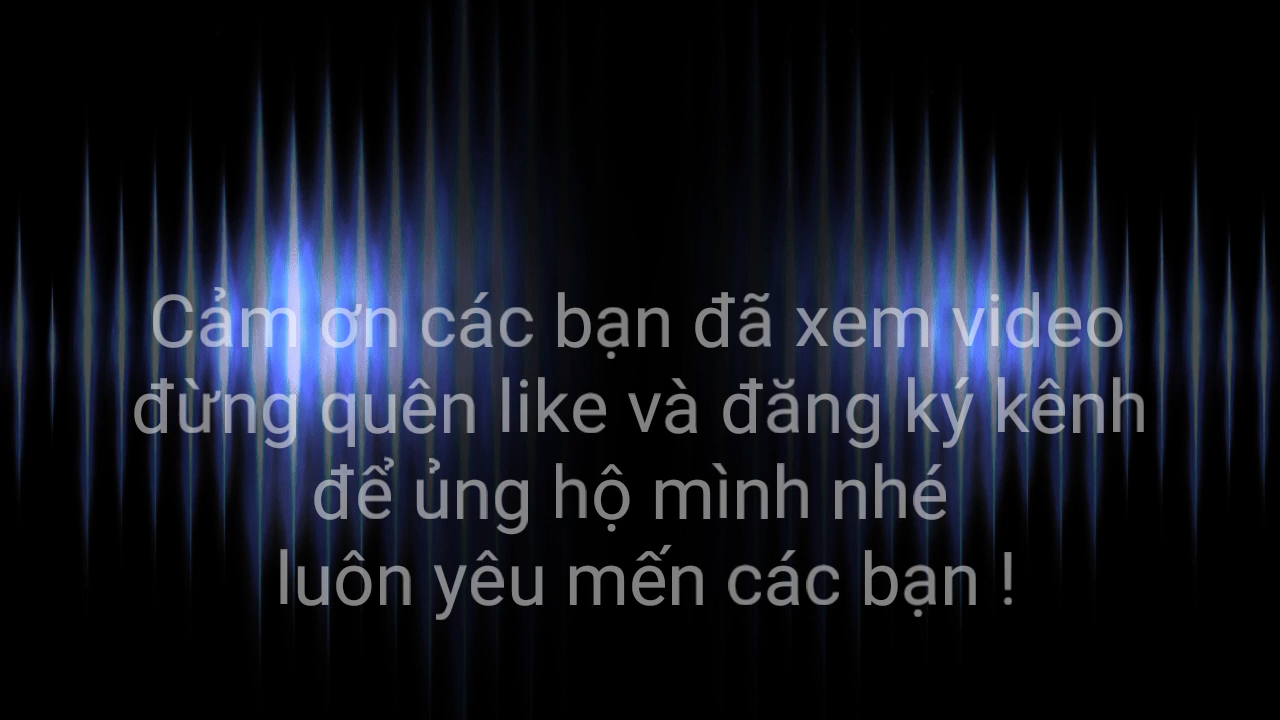 Cảm ơn các bạn đã xem video
đừng quên like và đăng ký kênh
để ủng hộ mình nhé
luôn yêu mến các bạn !